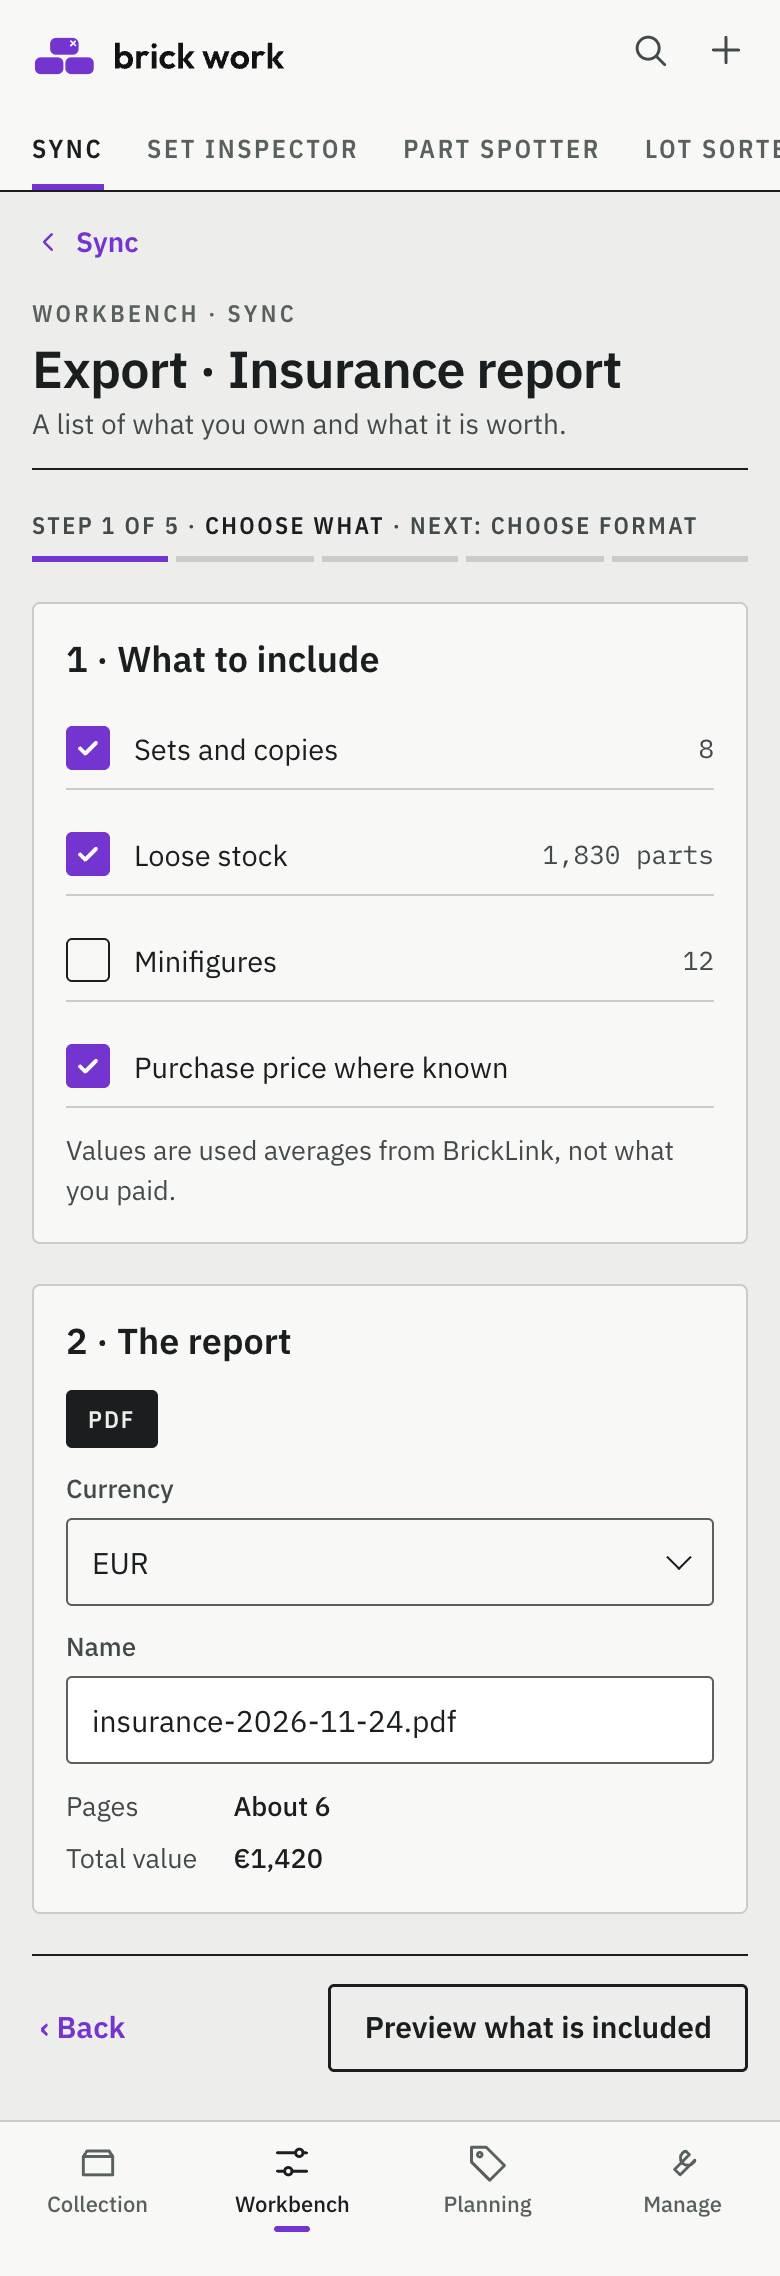 brick work
SYNC SET INSPECTOR PART SPOTTER LOT SORTE
Sync
WORKBENCH · SYNC
Export · Insurance report
A list of what you own and what it is worth.
STEP 1 OF 5 · CHOOSE WHAT · NEXT: CHOOSE FORMAT
1 · What to include
Sets and copies 8
Loose stock 1,830 parts
Minifigures 12
Purchase price where known
Values are used averages from BrickLink, not what
you paid.
2 · The report
PDF
Currency
EUR
Name
insurance-2026-11-24.pdf
Pages About 6
Total value €1,420
‹ Back Preview what is included
Collection Workbench Planning Manage